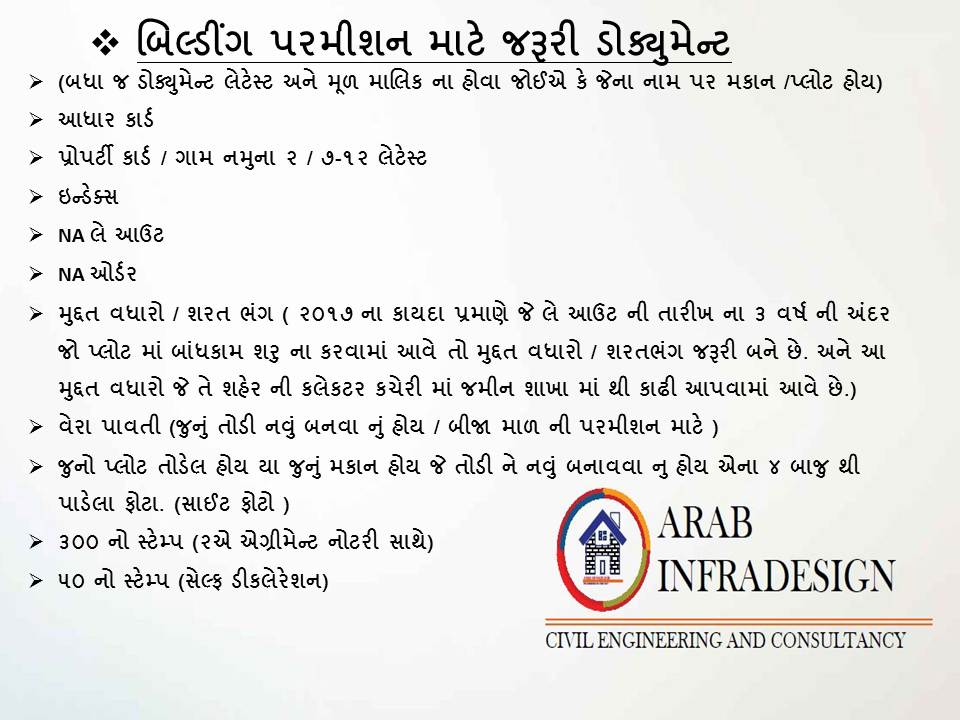 ❖ બિલ્ડીંગ પરમીશન માટે જરૂરી ડોક્યુમેન્ટ
➢ (બધા જ ડોક્યુમેન્ટ લેટેસ્ટ અને મૂળ માલિક ના હોવા જોઈએ કે જેના નામ પર મકાન /પ્લોટ હોય)
➢ આધાર કાર્ડ
➢ પ્રોપર્ટી કાર્ડ / ગામ નમુના ૨ / ૭-૧૨ લેટેસ્ટ
➢ ઇન્ડેક્સ
➢ NA લે આઉટ
➢ NA ઓર્ડર
➢ મુદ્દત વધારો / શરત ભંગ ( ૨૦૧૭ ના કાયદા પ્રમાણે જે લે આઉટ ની તારીખ ના ૩ વર્ષ ની અંદર
જો પ્લોટ માં બાંધકામ શરુ ના કરવામાં આવે તો મુદ્દત વધારો / શરતભંગ જરૂરી બને છે. અને આ
મુદ્દત વધારો જે તે શહેર ની કલેકટર કચેરી માં જમીન શાખા માં થી કાઢી આપવામાં આવે છે.)
➢ વેરા પાવતી (જુનું તોડી નવું બનવા નું હોય / બીજા માળ ની પરમીશન માટે )
➢ જુનો પ્લોટ તોડેલ હોય યા જુનું મકાન હોય જે તોડી ને નવું બનાવવા નુ હોય એના ૪ બાજુ થી
પાડેલા ફોટા. (સાઈટ ફોટો )
➢ ૩૦૦ નો સ્ટેમ્પ (૨એ એગ્રીમેન્ટ નોટરી સાથે)
➢ ૫૦ નો સ્ટેમ્પ (સેલ્ફ ડીકલેરેશન)
ARAB
INFRADESIGN
CIVIL ENGINEERING AND CONSULTANCY